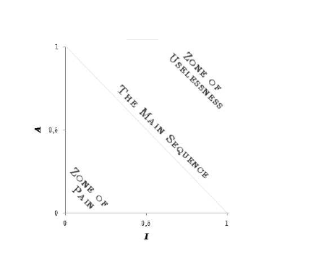 1
Zone of
Uselessness
The Main Sequence
A
0,5
Zone of
Pain
0
0
0,5
1
I